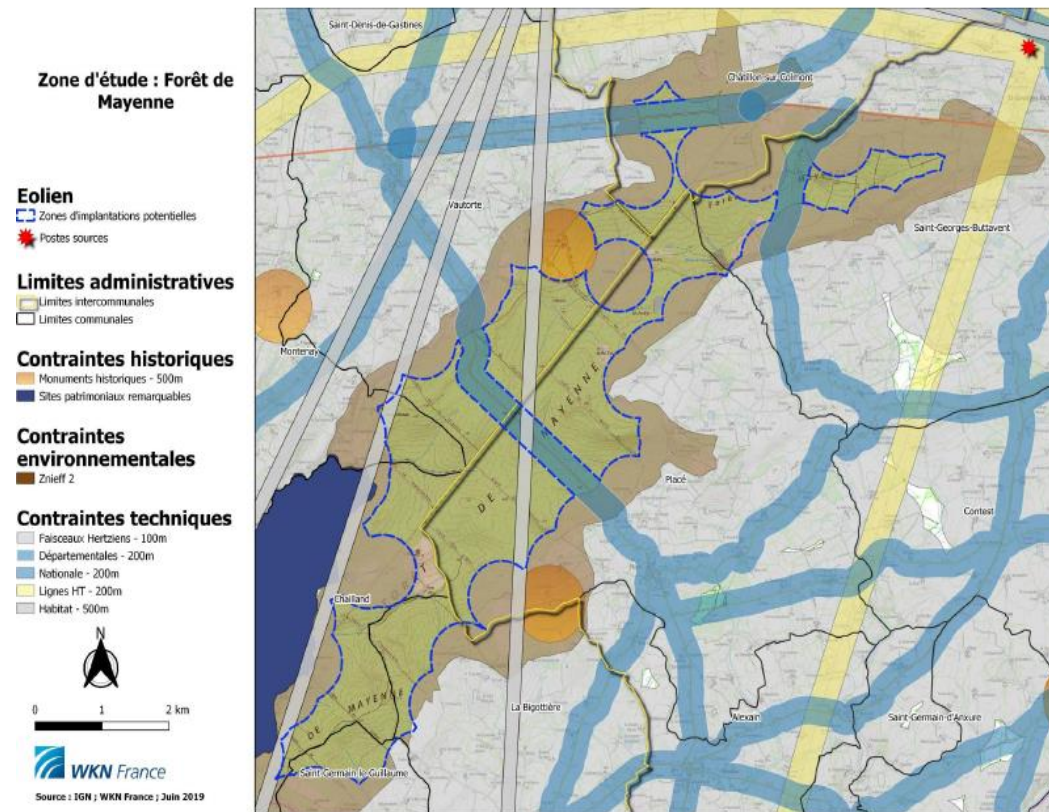 Zone d'étude : Forêt de
Mayenne
Eolien
Zones d'implantations potentielles
Postes sources
Limites administratives
Limites intercommunales
Limites communales
Contraintes historiques
Monuments historiques - 500m
Sites patrimoniaux remarquables
Contraintes
environnementales
Znieff 2
Contraintes techniques
Faisceaux Hertziens - 100m
Départementales - 200m
Nationale - 200m
Lignes HT - 200m
Habitat - 500m
N
0 1 2 km
WKN France
Source : IGN ; WKN France ; Juin 2019
Saint-Denis-de-Gastines
Châtillon-sur-Colmont
Vautorte
Saint-Georges-Buttavent
Montenay
MAYENNE
DE
Placé
Contest
Chailland
MAYENNE
DE
La Bigottière
Alexain
Saint-Germain-d'Anxure
Saint-Germain-le-Guillaume